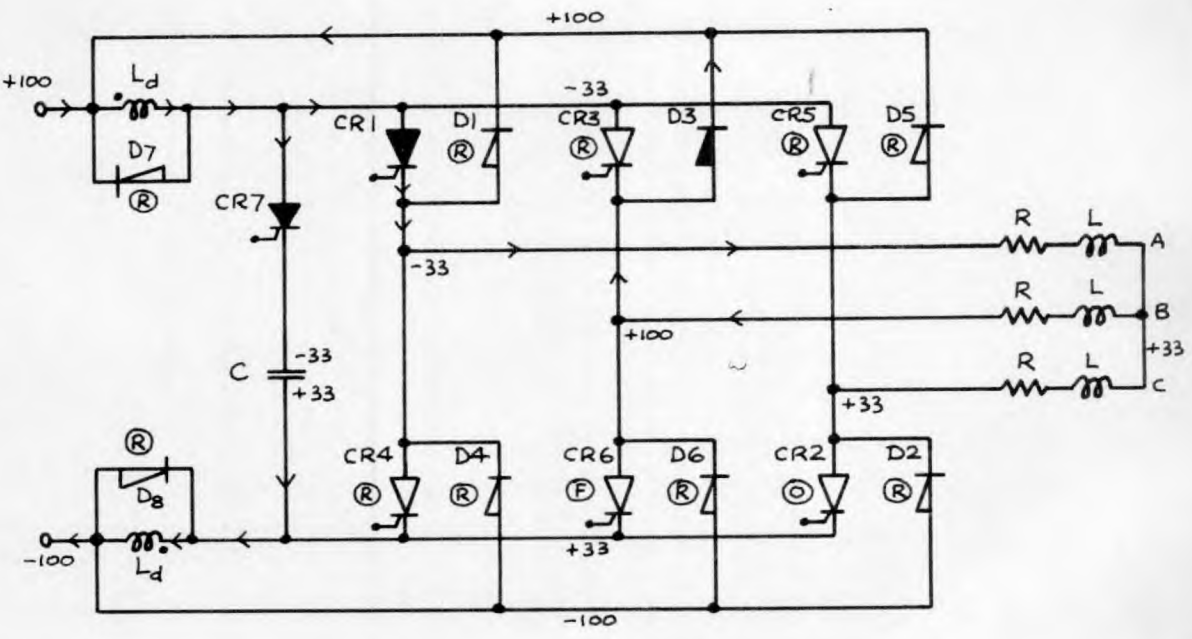 +100
+100
Ld
-33
CR1
D1
CR3
D3
CR5
D5
Ⓡ
Ⓡ
Ⓡ
Ⓡ
D7
Ⓡ
CR7
R
L
A
-33
R
L
B
+100
+33
C
-33
+33
R
L
C
+33
Ⓡ
CR4
D4
CR6
D6
CR2
D2
D8
Ⓡ
Ⓡ
Ⓕ
Ⓡ
Ⓞ
Ⓡ
-100
+33
Ld
-100